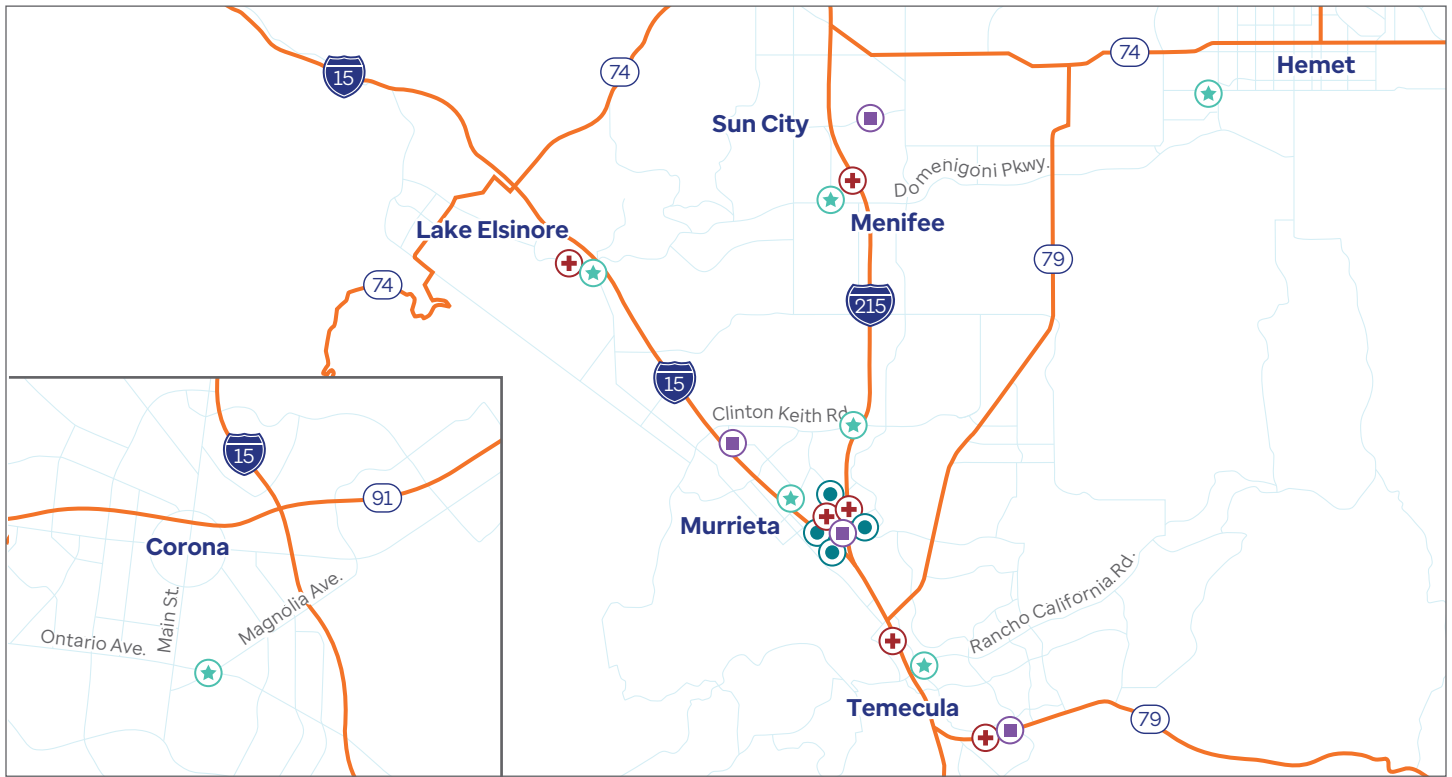 74
Hemet
74
15
Sun City
Domenigoni Pkwy.
Menifee
Lake Elsinore
79
74
215
15
Clinton Keith Rd
Murrieta
Rancho California Rd.
Temecula
79
15
91
Corona
Main St.
Magnolia Ave.
Ontario Ave.